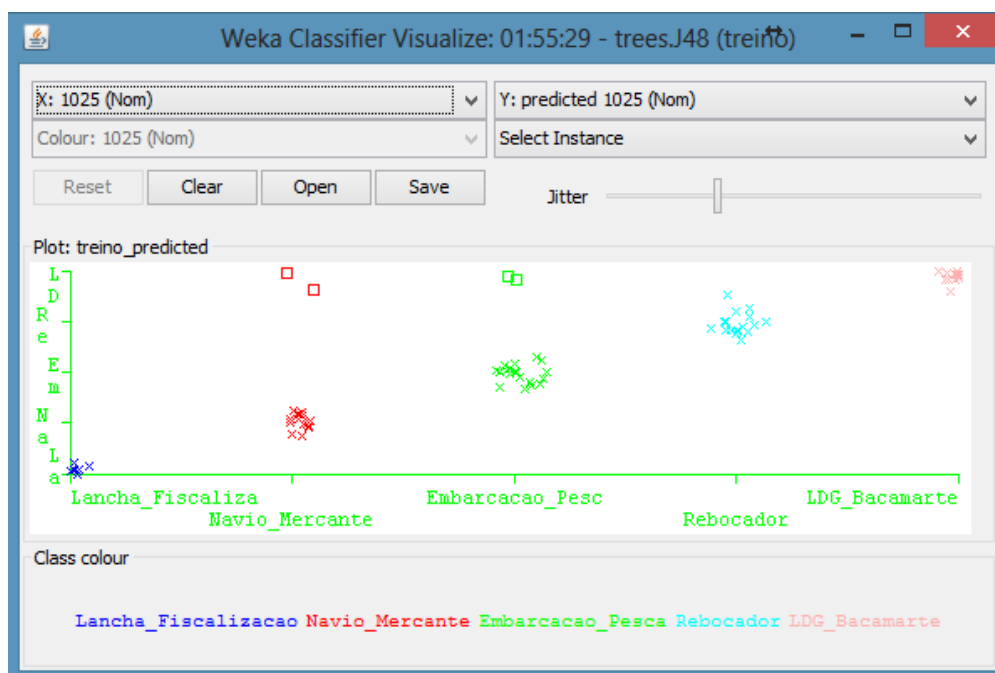 Weka Classifier Visualize: 01:55:29 - trees.J48 (treino)
X: 1025 (Nom) Y: predicted 1025 (Nom)
Colour: 1025 (Nom) Select Instance
Reset Clear Open Save Jitter
Plot: treino_predicted
L
D
R
e
E
m
N
a
L
a
Lancha_Fiscaliza Embarcacao_Pesc LDG_Bacamarte
Navio_Mercante Rebocador
Class colour
Lancha_Fiscalizacao Navio_Mercante Embarcacao_Pesca Rebocador LDG_Bacamarte